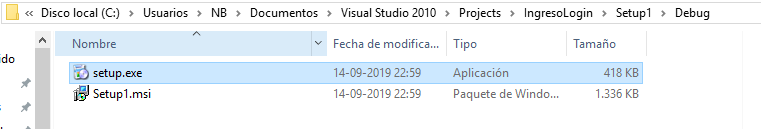 Disco local (C:) > Usuarios > NB > Documentos > Visual Studio 2010 > Projects > IngresoLogin > Setup1 > Debug
Nombre Fecha de modifica... Tipo Tamaño
setup.exe 14-09-2019 22:59 Aplicación 418 KB
Setup1.msi 14-09-2019 22:59 Paquete de Windo... 1.336 KB
ido